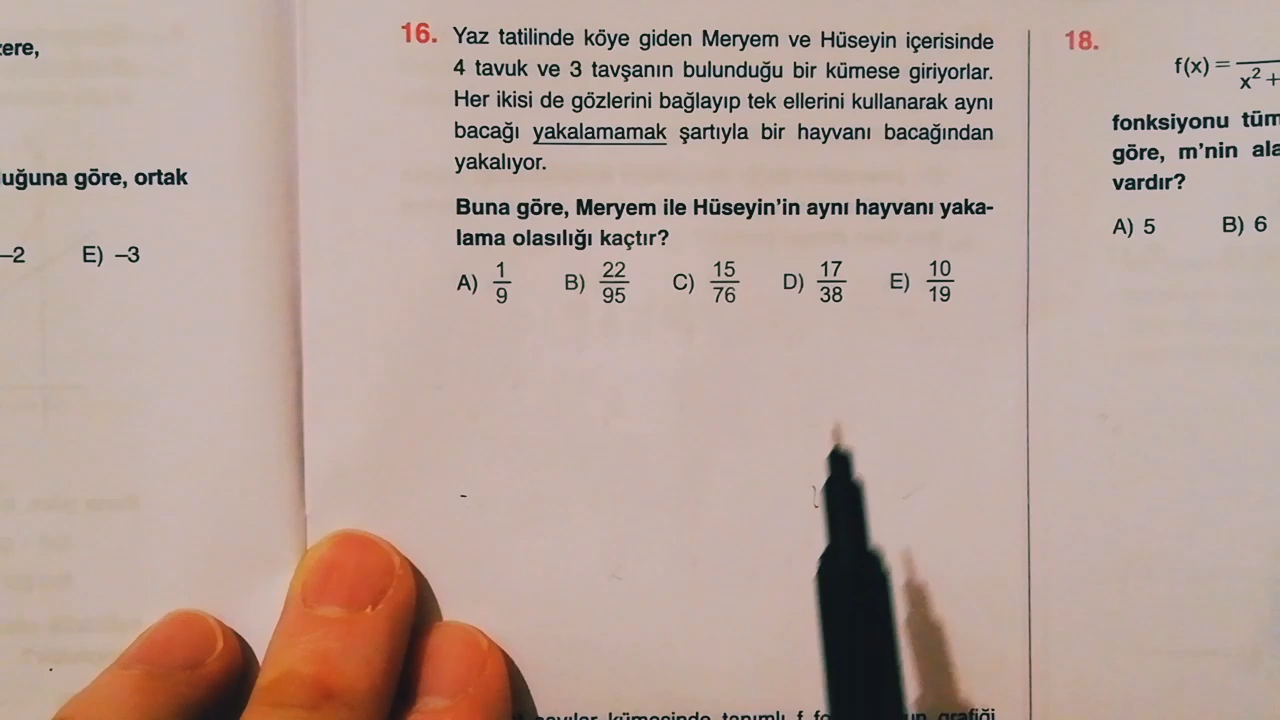 ere,
uğuna göre, ortak
–2 E) –3
16. Yaz tatilinde köye giden Meryem ve Hüseyin içerisinde
4 tavuk ve 3 tavşanın bulunduğu bir kümese giriyorlar.
Her ikisi de gözlerini bağlayıp tek ellerini kullanarak aynı
bacağı yakalamamak şartıyla bir hayvanı bacağından
yakalıyor.
Buna göre, Meryem ile Hüseyin'in aynı hayvanı yaka-
lama olasılığı kaçtır?
A) 1/9 B) 22/95 C) 15/76 D) 17/38 E) 10/19
kümesinde tanımlı f
grafiği
18.
f(x) =
x² +
fonksiyonu tüm
göre, m'nin ala
vardır?
A) 5 B) 6